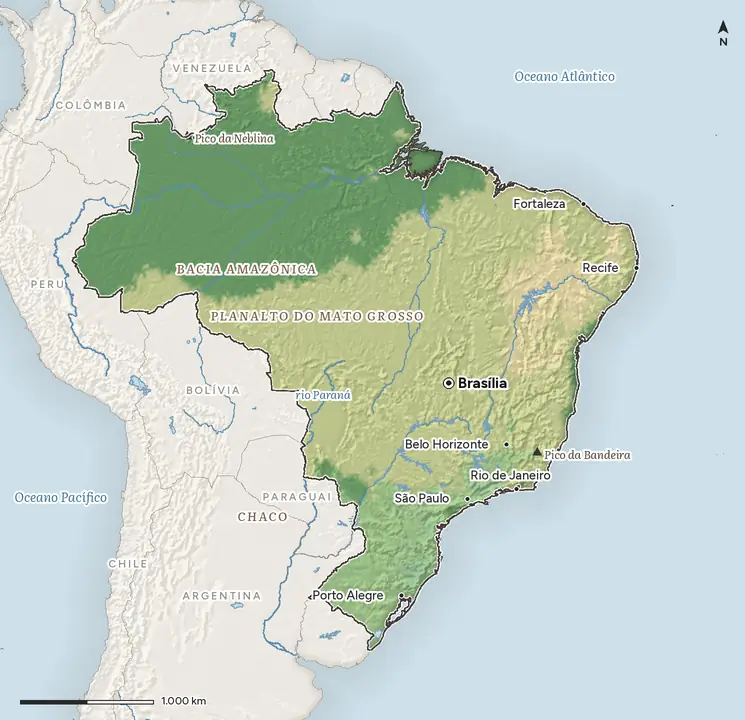 N
VENEZUELA
Oceano Atlântico
COLÔMBIA
Pico da Neblina
Fortaleza
BACIA AMAZÔNICA
Recife
PERU
PLANALTO DO MATO GROSSO
Brasília
BOLÍVIA
rio Paraná
Belo Horizonte
Pico da Bandeira
Rio de Janeiro
Oceano Pacífico
PARAGUAI
São Paulo
CHACO
CHILE
ARGENTINA
Porto Alegre
1.000 km